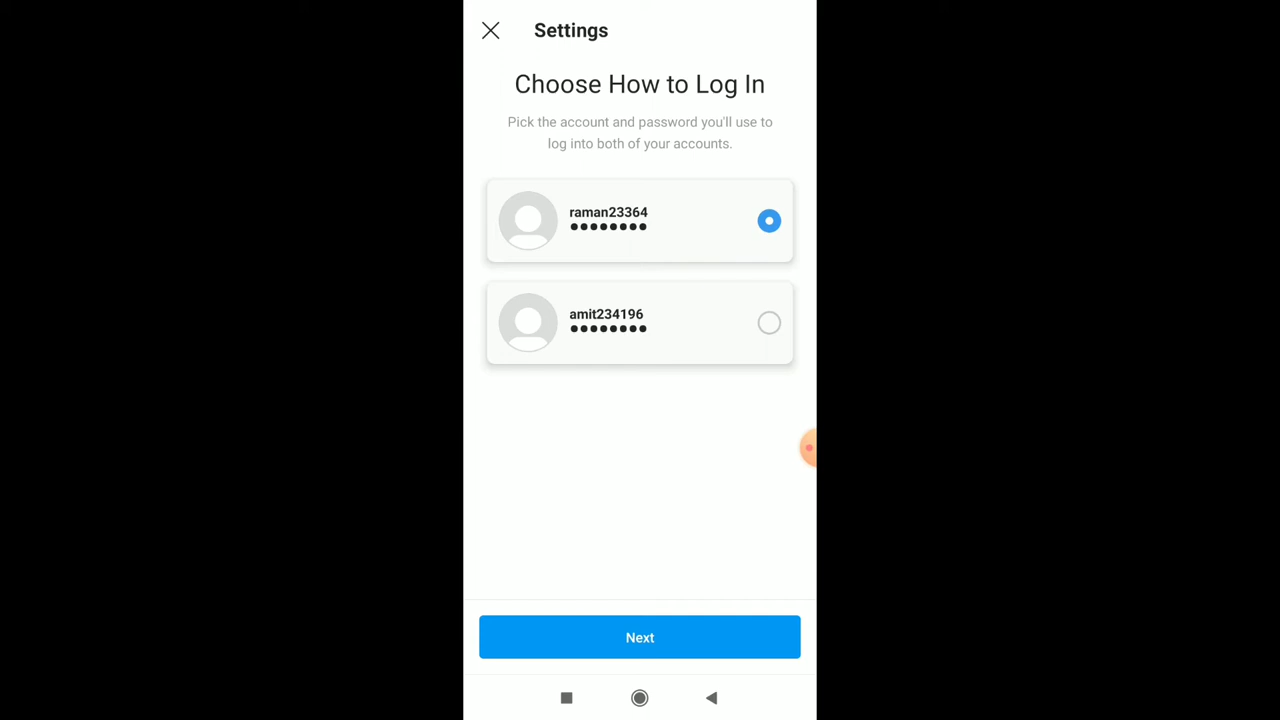 Settings
Choose How to Log In
Pick the account and password you'll use to
log into both of your accounts.
raman23364
●●●●●●●●
amit234196
●●●●●●●●
Next